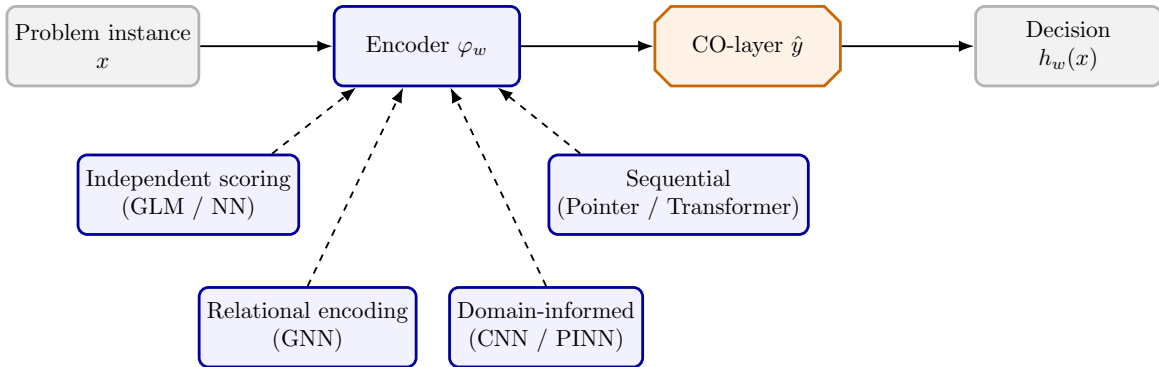 Problem instance
x
Encoder φ_w
CO-layer ŷ
Decision
h_w(x)
Independent scoring
(GLM / NN)
Sequential
(Pointer / Transformer)
Relational encoding
(GNN)
Domain-informed
(CNN / PINN)